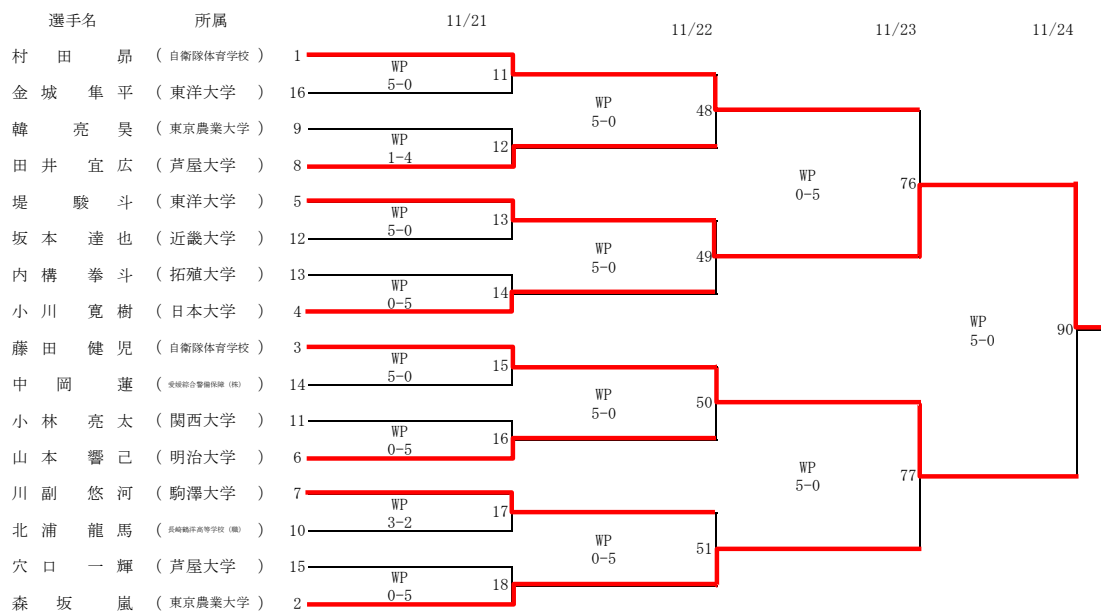 選手名 所属 11/21 11/22 11/23 11/24
村田 昴 ( 自衛隊体育学校 ) 1
WP
5-0
11
金城 隼平 ( 東洋大学 ) 16
WP
5-0
48
韓 亮昊 ( 東京農業大学 ) 9
WP
1-4
12
田井 宜広 ( 芦屋大学 ) 8
WP
0-5
76
堤 駿斗 ( 東洋大学 ) 5
WP
5-0
13
坂本 達也 ( 近畿大学 ) 12
WP
5-0
49
内構 拳斗 ( 拓殖大学 ) 13
WP
0-5
14
小川 寛樹 ( 日本大学 ) 4
WP
5-0
90
藤田 健児 ( 自衛隊体育学校 ) 3
WP
5-0
15
中岡 蓮 ( 愛媛綜合警備保障（株） ) 14
WP
5-0
50
小林 亮太 ( 関西大学 ) 11
WP
0-5
16
山本 響己 ( 明治大学 ) 6
WP
5-0
77
川副 悠河 ( 駒澤大学 ) 7
WP
3-2
17
北浦 龍馬 ( 長崎鶴洋高等学校（職） ) 10
WP
0-5
51
穴口 一輝 ( 芦屋大学 ) 15
WP
0-5
18
森坂 嵐 ( 東京農業大学 ) 2